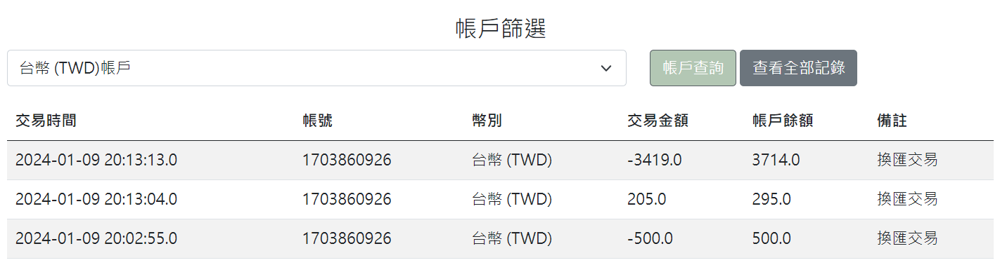 帳戶篩選
台幣 (TWD)帳戶 帳戶查詢 查看全部記錄
交易時間 帳號 幣別 交易金額 帳戶餘額 備註
2024-01-09 20:13:13.0 1703860926 台幣 (TWD) -3419.0 3714.0 換匯交易
2024-01-09 20:13:04.0 1703860926 台幣 (TWD) 205.0 295.0 換匯交易
2024-01-09 20:02:55.0 1703860926 台幣 (TWD) -500.0 500.0 換匯交易